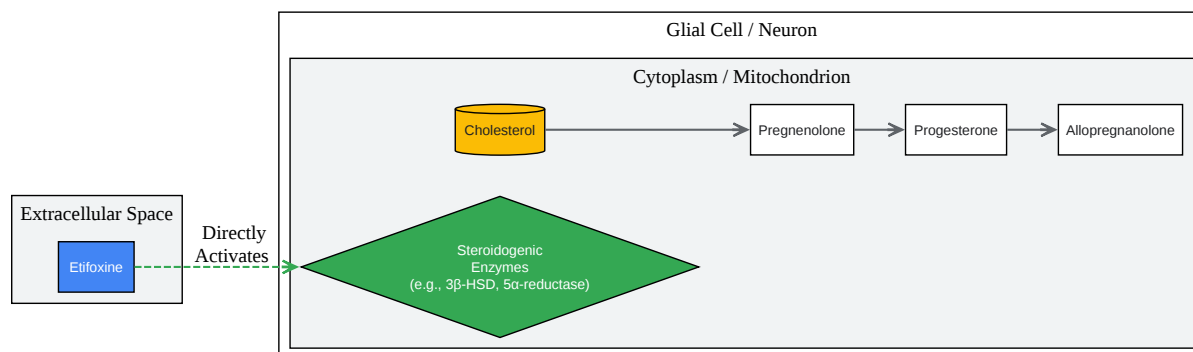 Glial Cell / Neuron
Cytoplasm / Mitochondrion
Cholesterol
Pregnenolone
Progesterone
Allopregnanolone
Extracellular Space
Etifoxine
Directly
Activates
Steroidogenic
Enzymes
(e.g., 3β-HSD, 5α-reductase)